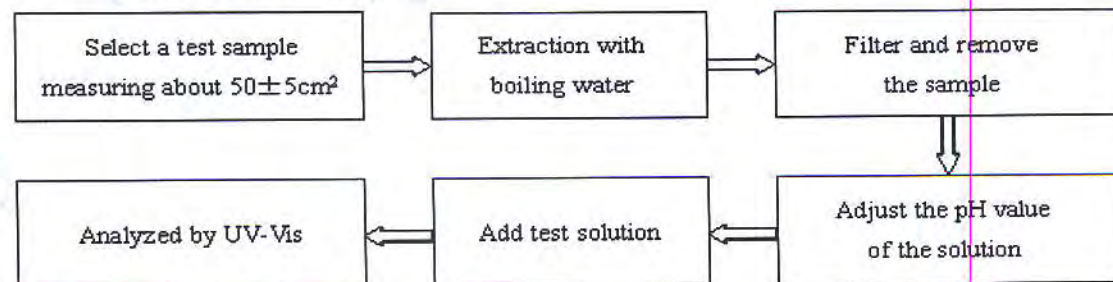 Select a test sample
measuring about 50±5cm²
Extraction with
boiling water
Filter and remove
the sample
Adjust the pH value
of the solution
Add test solution
Analyzed by UV-Vis